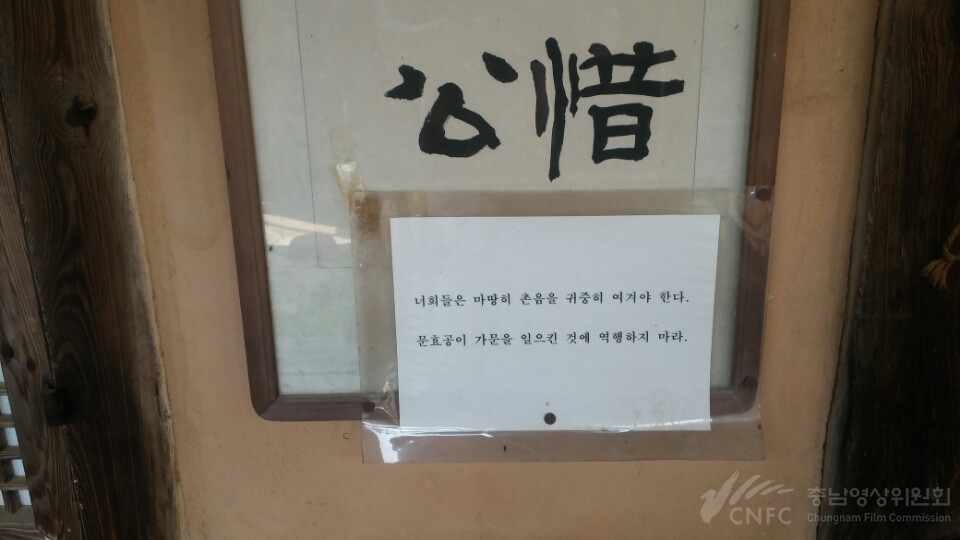 公惜
너희들은 마땅히 촌음을 귀중히 여겨야 한다.
문효공이 가문을 일으킨 것에 역행하지 마라.
충남영상위원회
CNFC Chungnam Film Commission